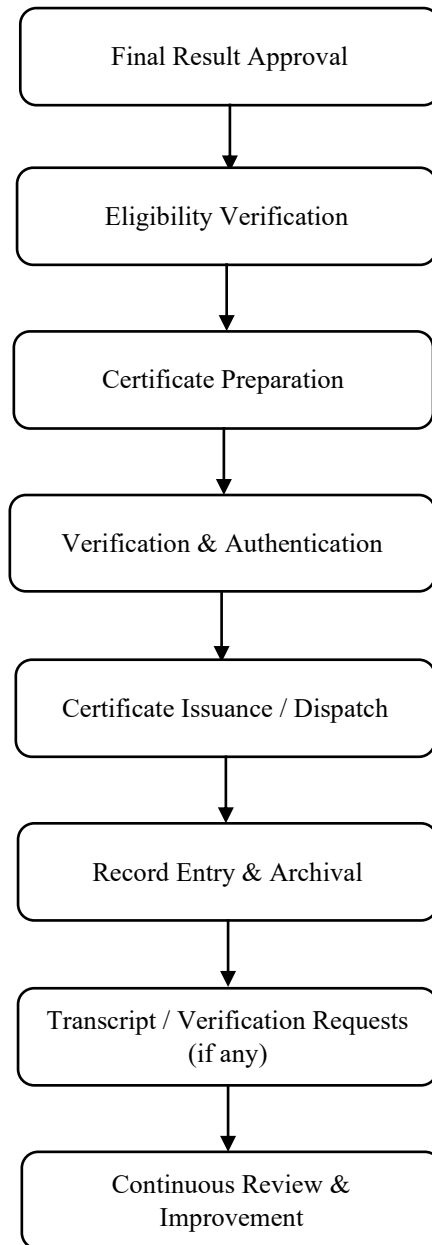 Final Result Approval
Eligibility Verification
Certificate Preparation
Verification & Authentication
Certificate Issuance / Dispatch
Record Entry & Archival
Transcript / Verification Requests
(if any)
Continuous Review &
Improvement